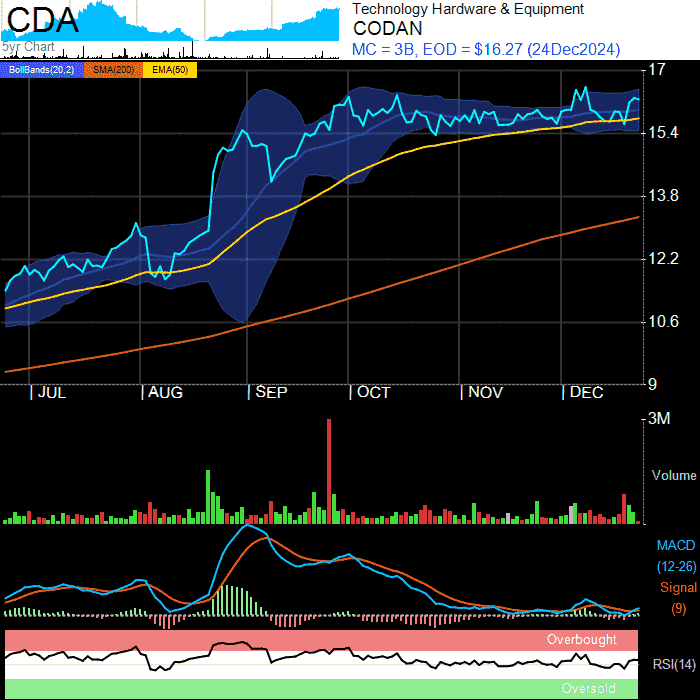 CDA
5yr Chart
Technology Hardware & Equipment
CODAN
MC = 3B, EOD = $16.27 (24Dec2024)
BollBands(20,2) SMA(200) EMA(50)
17
15.4
13.8
12.2
10.6
9
JUL AUG SEP OCT NOV DEC
3M
Volume
MACD
(12-26)
Signal
(9)
Overbought
RSI(14)
Oversold